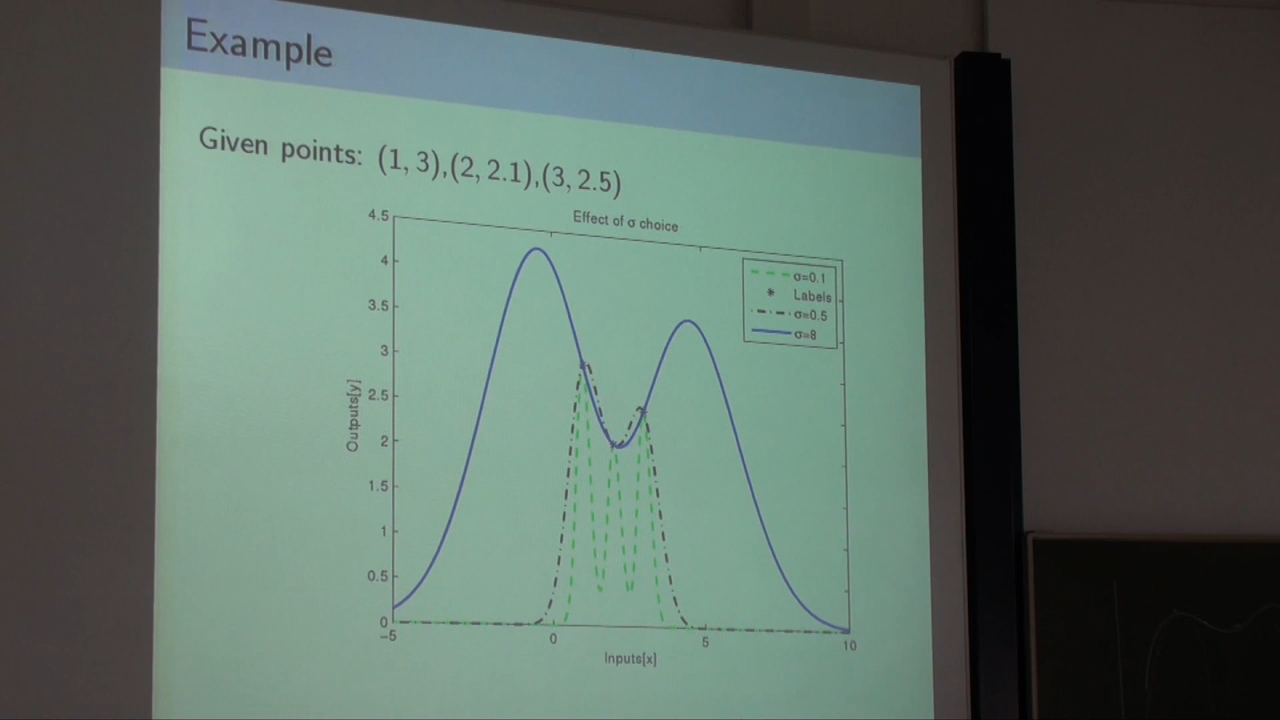 Example
Given points: (1, 3),(2, 2.1),(3, 2.5)
Effect of σ choice
4.5
4
3.5
3
2.5
2
1.5
1
0.5
0
Outputs[y]
σ=0.1
Labels
σ=0.5
σ=8
−5
0
5
10
Inputs[x]